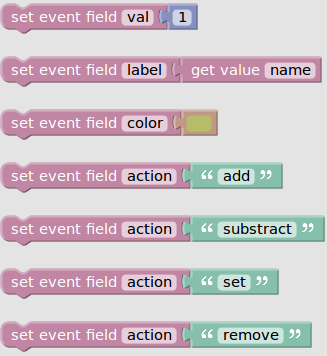 set event field val 1
set event field label get value name
set event field color
set event field action “ add ”
set event field action “ substract ”
set event field action “ set ”
set event field action “ remove ”